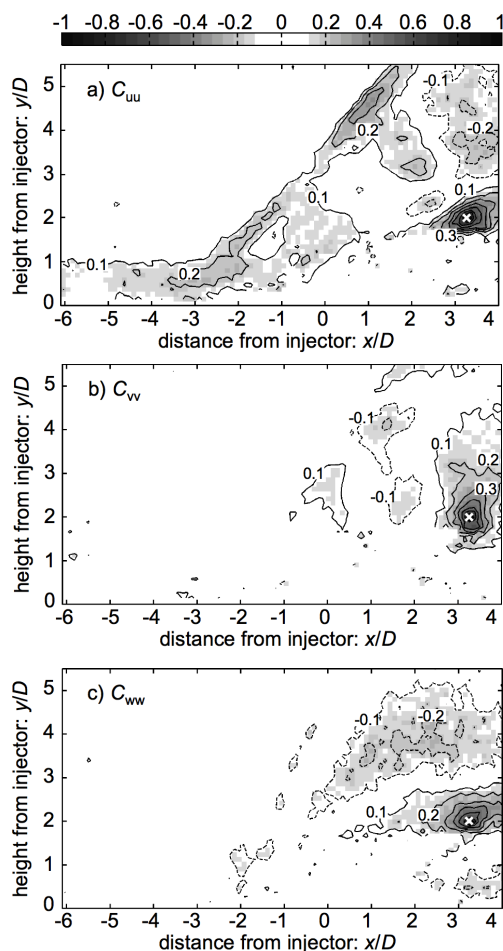 -1 -0.8 -0.6 -0.4 -0.2 0 0.2 0.4 0.6 0.8 1
a) Cuu
-0.1
-0.2
0.2
0.1
0.1
0.3
0.1
0.2
5
4
3
2
1
0
height from injector: y/D
-6 -5 -4 -3 -2 -1 0 1 2 3 4
distance from injector: x/D
b) Cvv
-0.1
0.1
0.2
0.1
0.3
-0.1
5
4
3
2
1
0
height from injector: y/D
-6 -5 -4 -3 -2 -1 0 1 2 3 4
distance from injector: x/D
c) Cww
-0.1
-0.2
0.1
0.2
5
4
3
2
1
0
height from injector: y/D
-6 -5 -4 -3 -2 -1 0 1 2 3 4
distance from injector: x/D